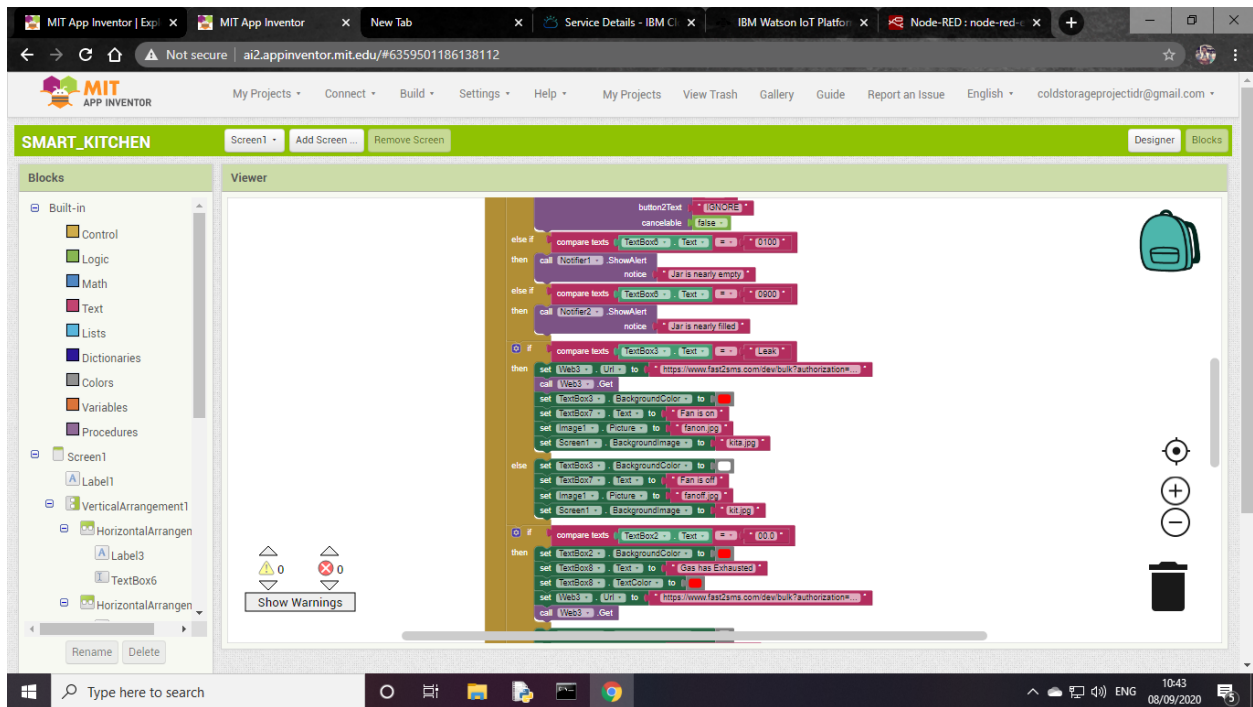 MIT App Inventor | Expl
MIT App Inventor
New Tab
Service Details - IBM Cl
IBM Watson IoT Platfor
Node-RED : node-red-
Not secure | ai2.appinventor.mit.edu/#6359501186138112
MIT
APP INVENTOR
My Projects
Connect
Build
Settings
Help
My Projects
View Trash
Gallery
Guide
Report an Issue
English
coldstorageprojectidr@gmail.com
SMART_KITCHEN
Screen1
Add Screen ...
Remove Screen
Designer
Blocks
Blocks
Viewer
Built-in
Control
Logic
Math
Text
Lists
Dictionaries
Colors
Variables
Procedures
Screen1
Label1
VerticalArrangement1
HorizontalArrangen
Label3
TextBox6
HorizontalArrangen
Rename
Delete
button2Text " IGNORE "
cancelable false
else if compare texts TextBox6 . Text = " 0100 "
then call Notifier1 .ShowAlert
notice " Jar is nearly empty "
else if compare texts TextBox6 . Text = " 0900 "
then call Notifier2 .ShowAlert
notice " Jar is nearly filled "
if compare texts TextBox3 . Text = " Leak "
then set Web3 . Url to " https://www.fast2sms.com/dev/bulk?authorization=... "
call Web3 .Get
set TextBox3 . BackgroundColor to
set TextBox7 . Text to " Fan is on "
set Image1 . Picture to " fanon.jpg "
set Screen1 . BackgroundImage to " kita.jpg "
else set TextBox3 . BackgroundColor to
set TextBox7 . Text to " Fan is off "
set Image1 . Picture to " fanoff.jpg "
set Screen1 . BackgroundImage to " kit.jpg "
if compare texts TextBox2 . Text = " 00.0 "
then set TextBox2 . BackgroundColor to
set TextBox8 . Text to " Gas has Exhausted "
set TextBox8 . TextColor to
set Web3 . Url to " https://www.fast2sms.com/dev/bulk?authorization=... "
call Web3 .Get
0
0
Show Warnings
Type here to search
ENG
10:43
08/09/2020
5